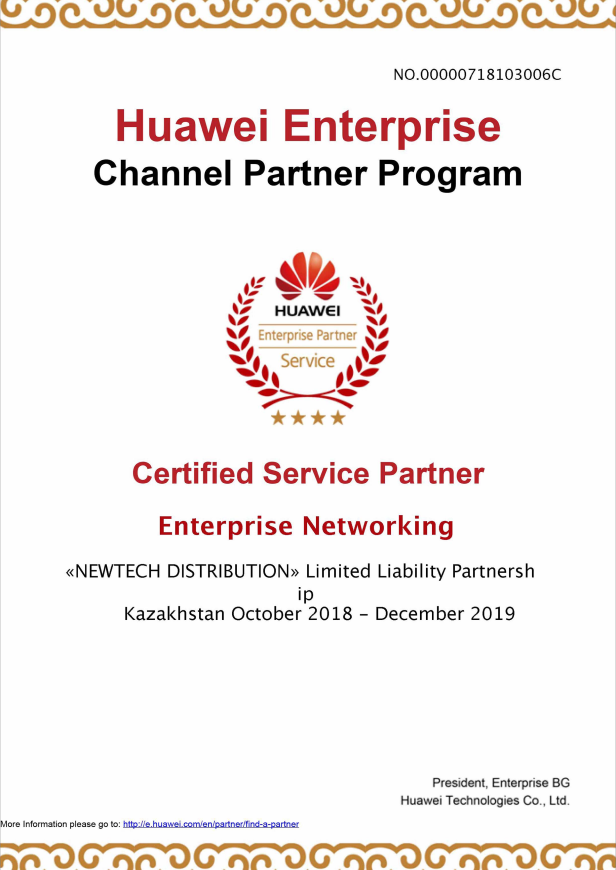 NO.00000718103006C
Huawei Enterprise
Channel Partner Program
HUAWEI
Enterprise Partner
Service
Certified Service Partner
Enterprise Networking
«NEWTECH DISTRIBUTION» Limited Liability Partnersh
ip
Kazakhstan October 2018 – December 2019
President, Enterprise BG
Huawei Technologies Co., Ltd.
More Information please go to: http://e.huawei.com/en/partner/find-a-partner